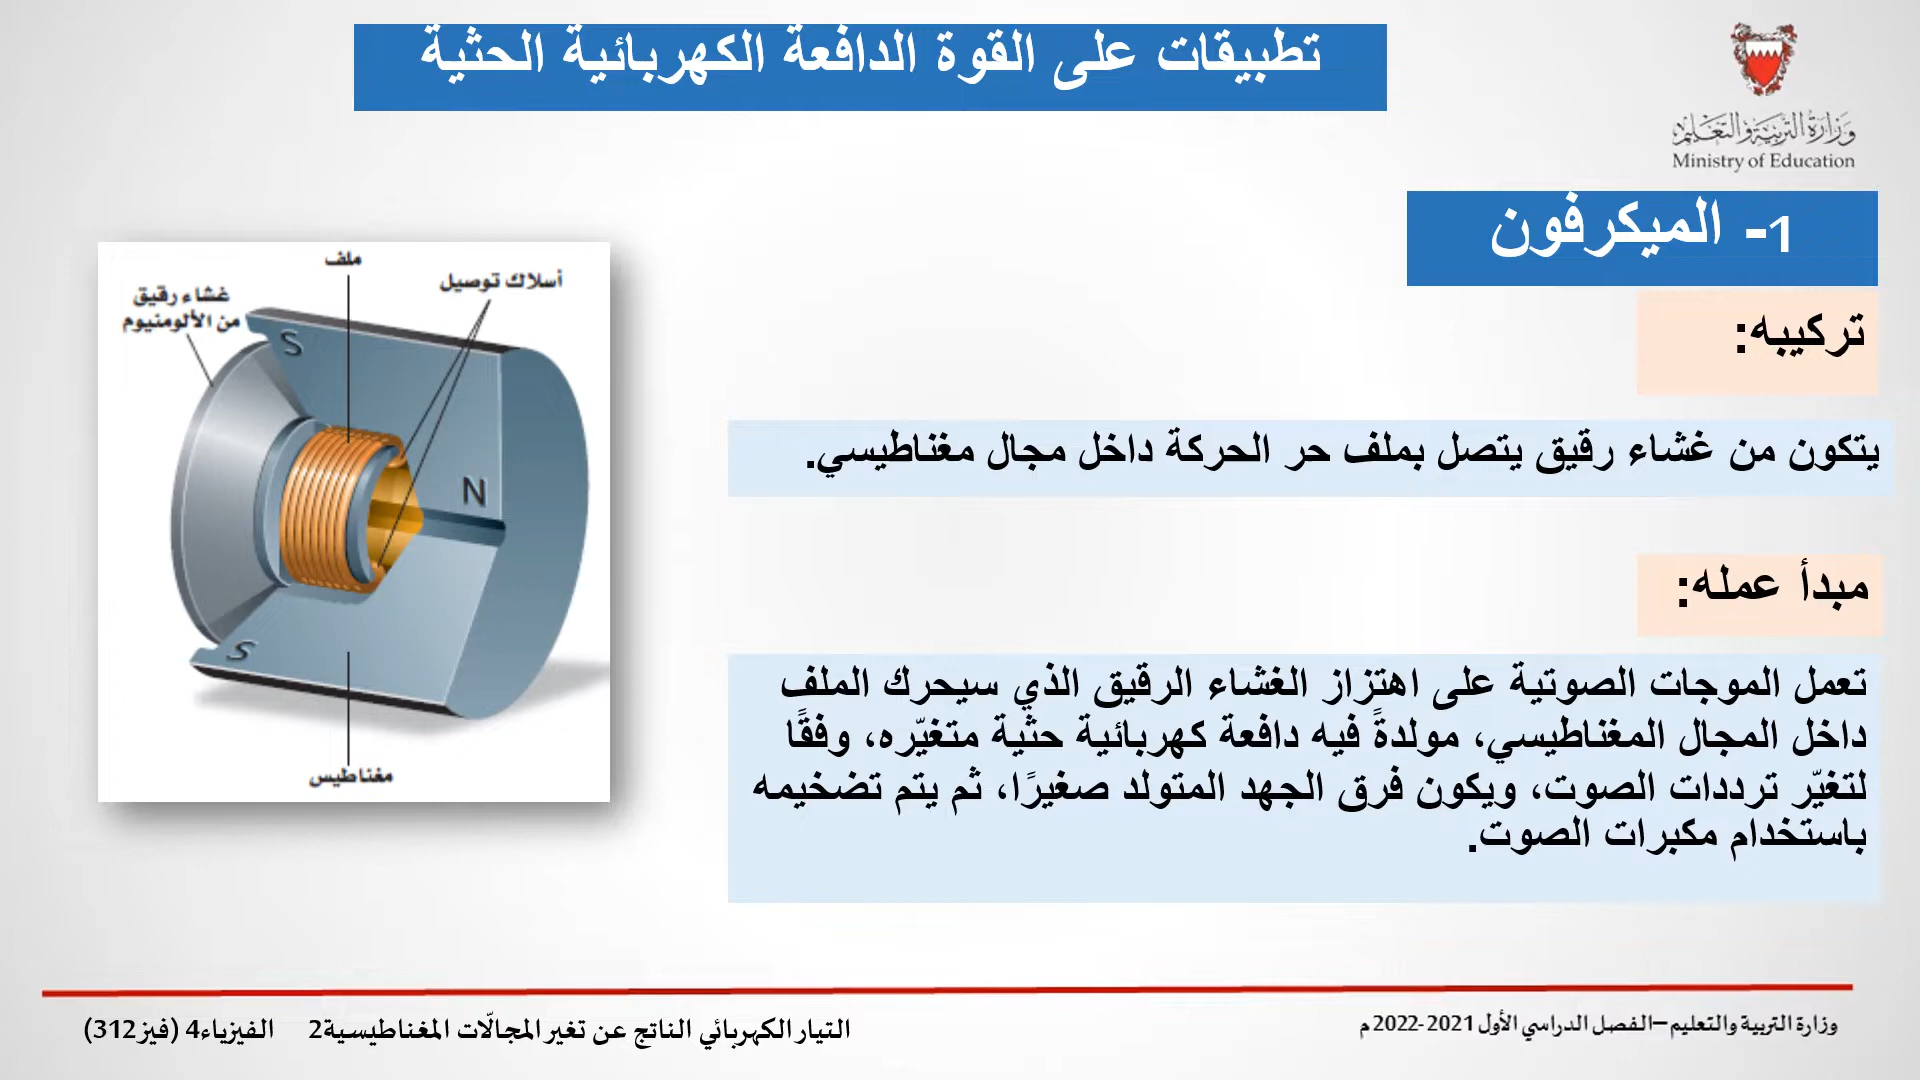 تطبيقات على القوة الدافعة الكهربائية الحثية
وزارة التربية والتعليم
Ministry of Education
1- الميكرفون
تركيبه:
يتكون من غشاء رقيق يتصل بملف حر الحركة داخل مجال مغناطيسي.
مبدأ عمله:
تعمل الموجات الصوتية على اهتزاز الغشاء الرقيق الذي سيحرك الملف
داخل المجال المغناطيسي، مولدةً فيه دافعة كهربائية حثية متغيّره، وفقًا
لتغيّر ترددات الصوت، ويكون فرق الجهد المتولد صغيرًا، ثم يتم تضخيمه
باستخدام مكبرات الصوت.
ملف
أسلاك توصيل
غشاء رقيق
من الألومنيوم
S
N
S
مغناطيس
وزارة التربية والتعليم –الفصل الدراسي الأول 2021-2022م
التيار الكهربائي الناتج عن تغير المجالّات المغناطيسية2 الفيزياء4 (فيز312)